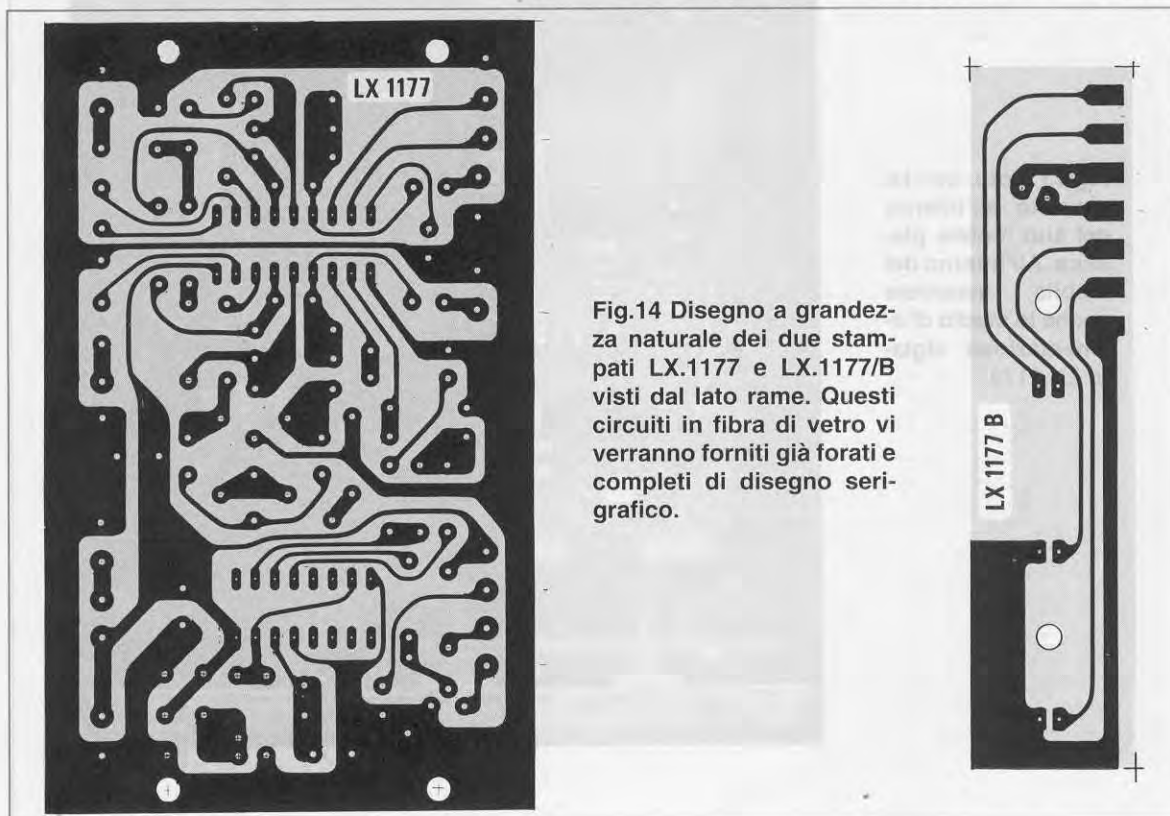 LX 1177
Fig.14 Disegno a grandez-
za naturale dei due stam-
pati LX.1177 e LX.1177/B
visti dal lato rame. Questi
circuiti in fibra di vetro vi
verranno forniti già forati e
completi di disegno seri-
grafico.
LX 1177 B